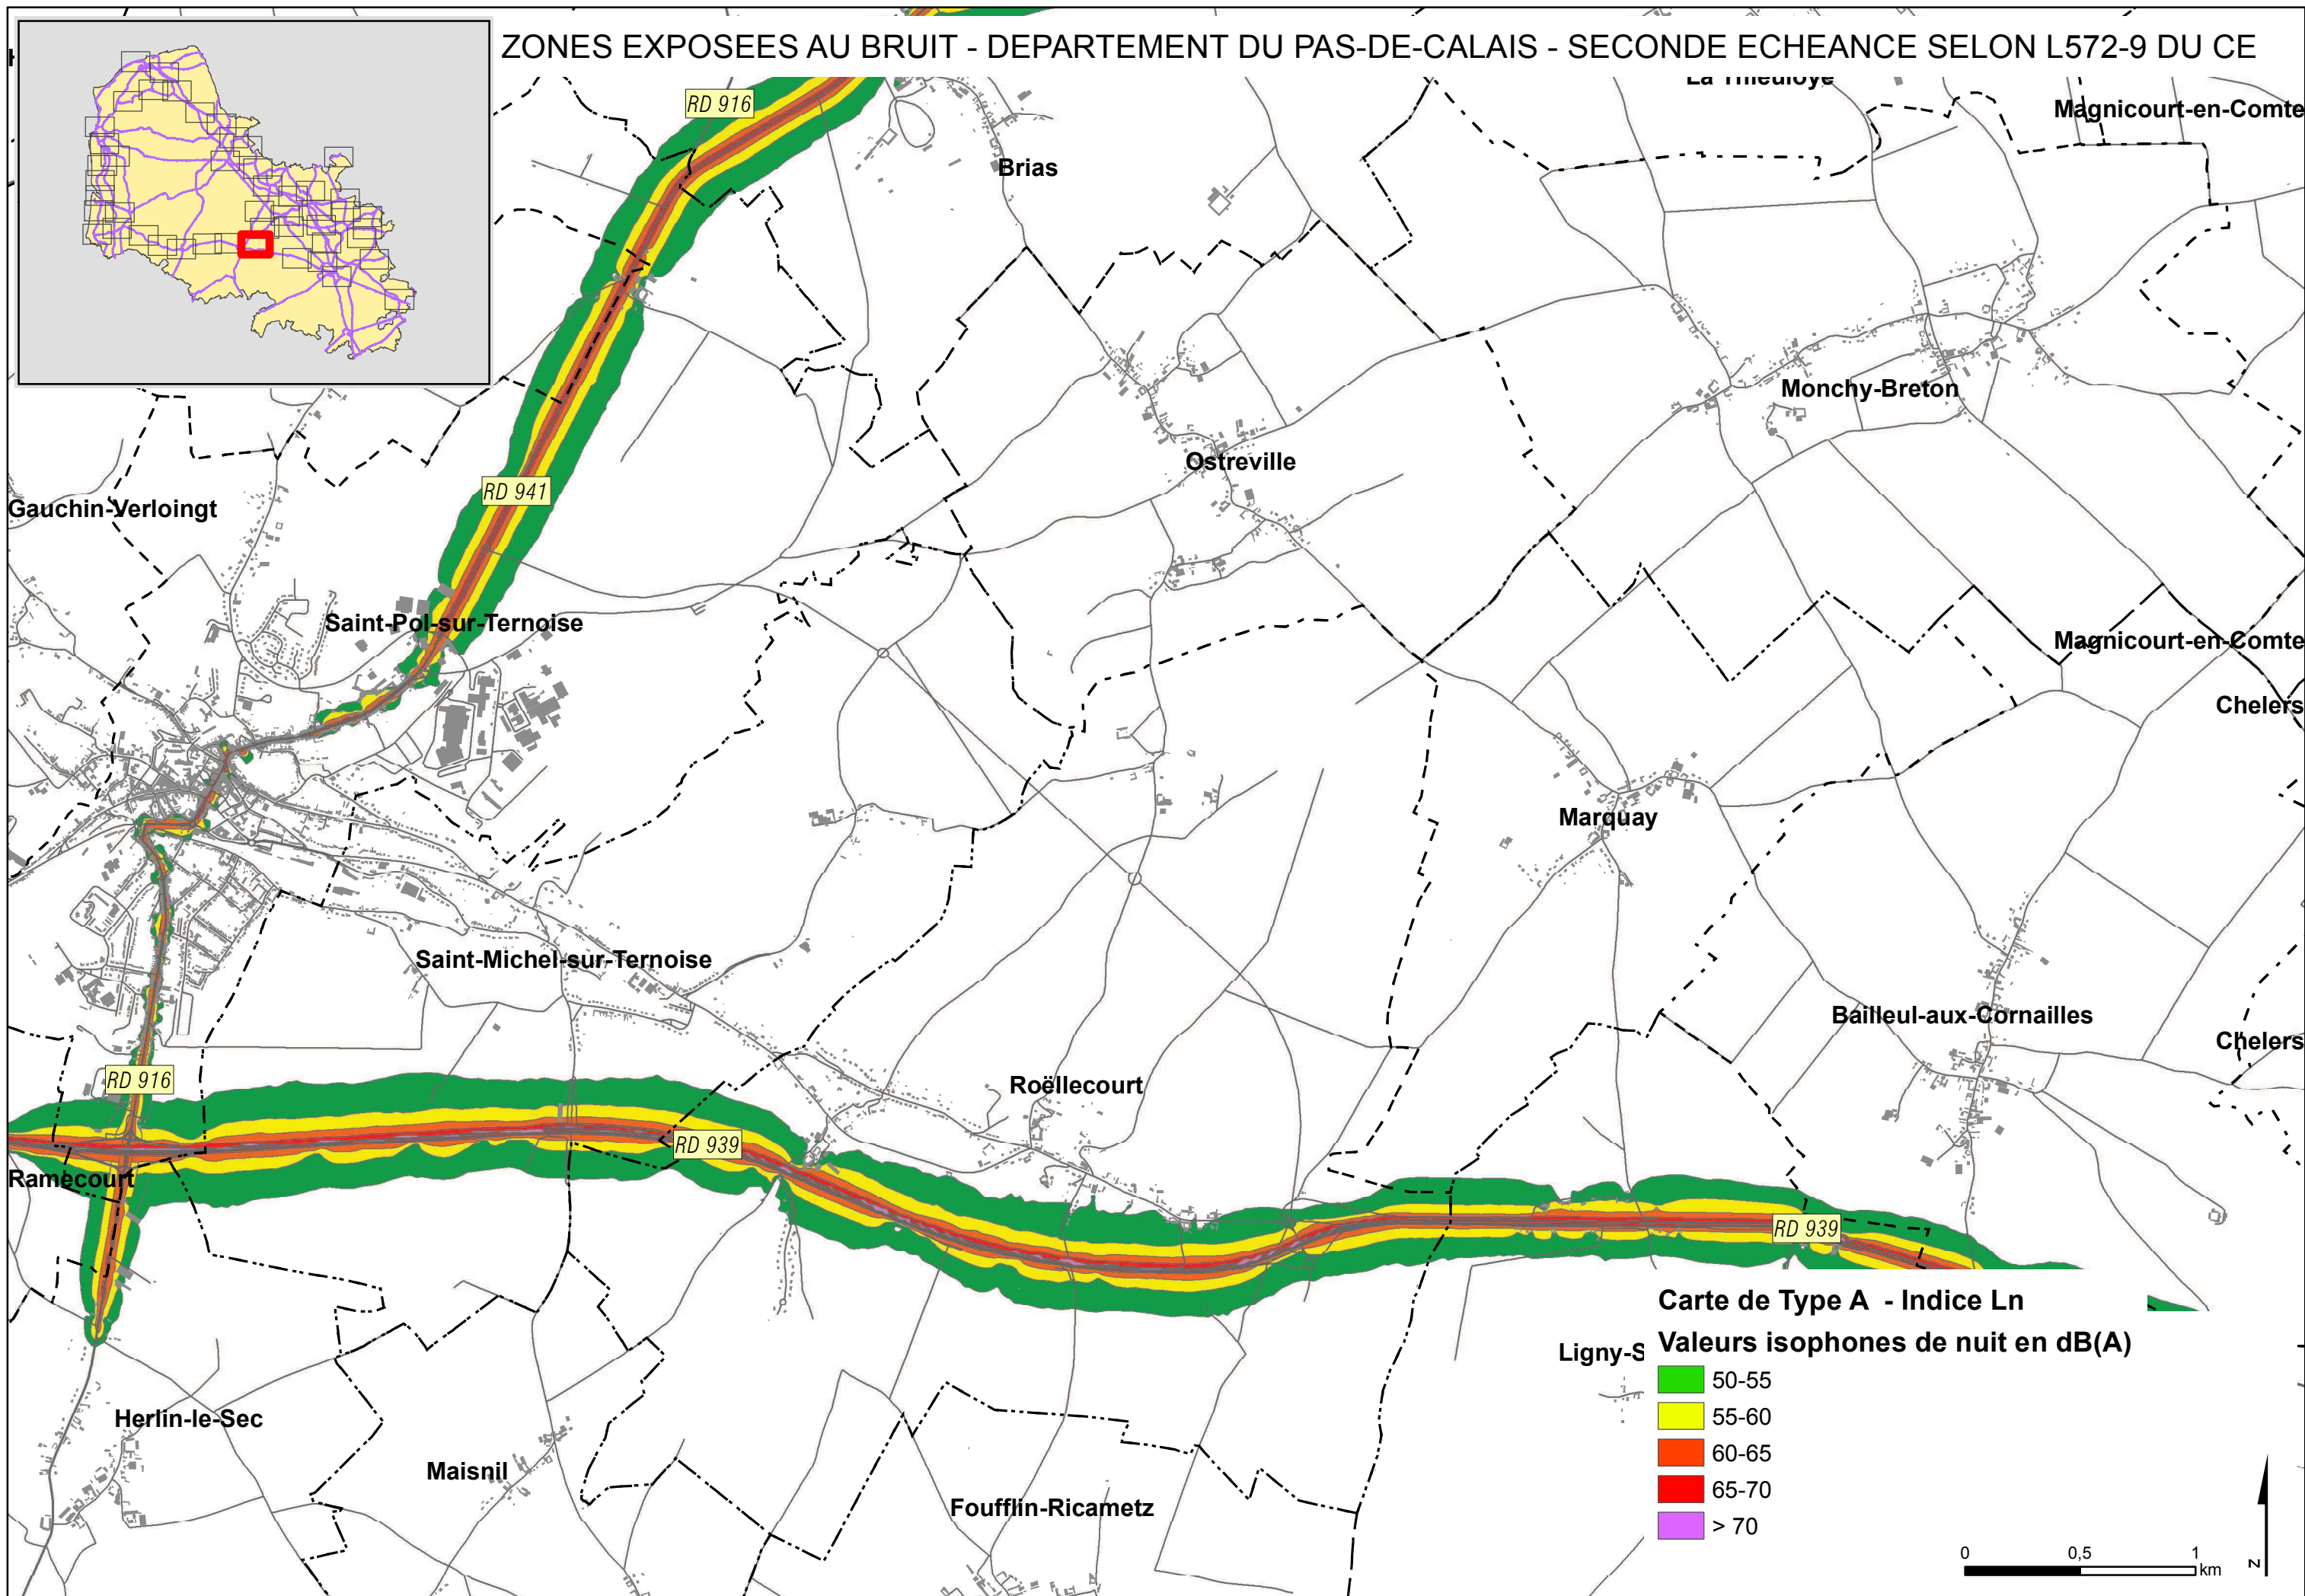 ZONES EXPOSEES AU BRUIT - DEPARTEMENT DU PAS-DE-CALAIS - SECONDE ECHEANCE SELON L572-9 DU CE
La Thieuloye
RD 916
Magnicourt-en-Comte
Brias
Monchy-Breton
Ostreville
RD 941
Gauchin-Verloingt
Saint-Pol-sur-Ternoise
Magnicourt-en-Comte
Chelers
Marquay
Saint-Michel-sur-Ternoise
Bailleul-aux-Cornailles
Chelers
RD 916
Roëllecourt
RD 939
Ramecourt
RD 939
Carte de Type A - Indice Ln
Valeurs isophones de nuit en dB(A)
Ligny-S
50-55
55-60
60-65
65-70
> 70
Herlin-le-Sec
Maisnil
Foufflin-Ricametz
0 0,5 1
km
N